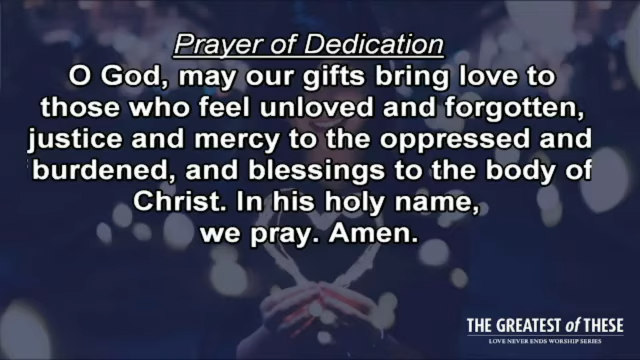 Prayer of Dedication
O God, may our gifts bring love to
those who feel unloved and forgotten,
justice and mercy to the oppressed and
burdened, and blessings to the body of
Christ. In his holy name,
we pray. Amen.
THE GREATEST of THESE
LOVE NEVER ENDS WORSHIP SERIES